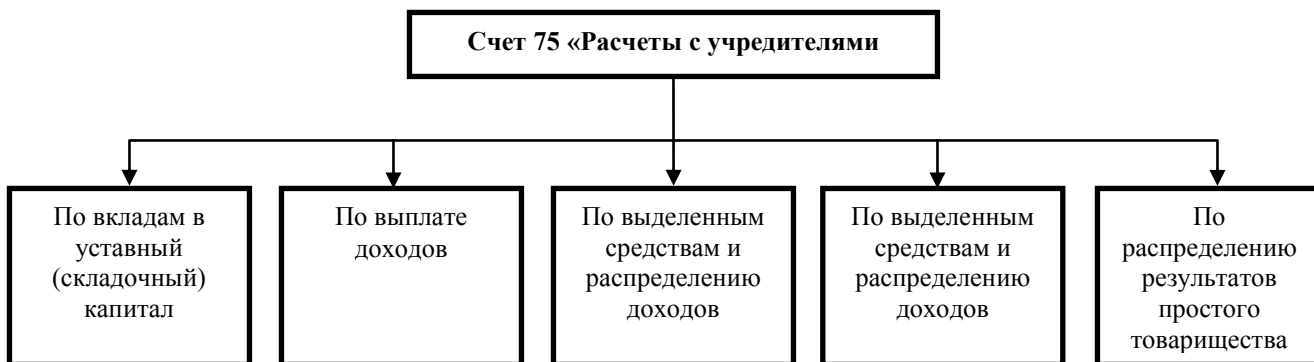 Счет 75 «Расчеты с учредителями
По вкладам в
уставный
(складочный)
капитал
По выплате
доходов
По выделенным
средствам и
распределению
доходов
По выделенным
средствам и
распределению
доходов
По
распределению
результатов
простого
товарищества